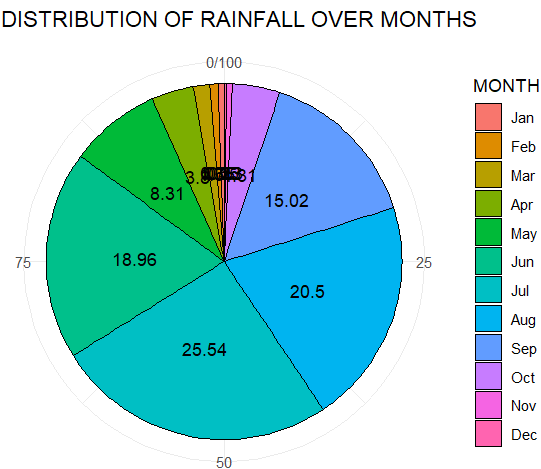 DISTRIBUTION OF RAINFALL OVER MONTHS
0/100
MONTH
Jan
Feb
Mar
Apr
May
Jun
Jul
Aug
Sep
Oct
Nov
Dec
8.31
15.02
18.96
20.5
25.54
75
25
50